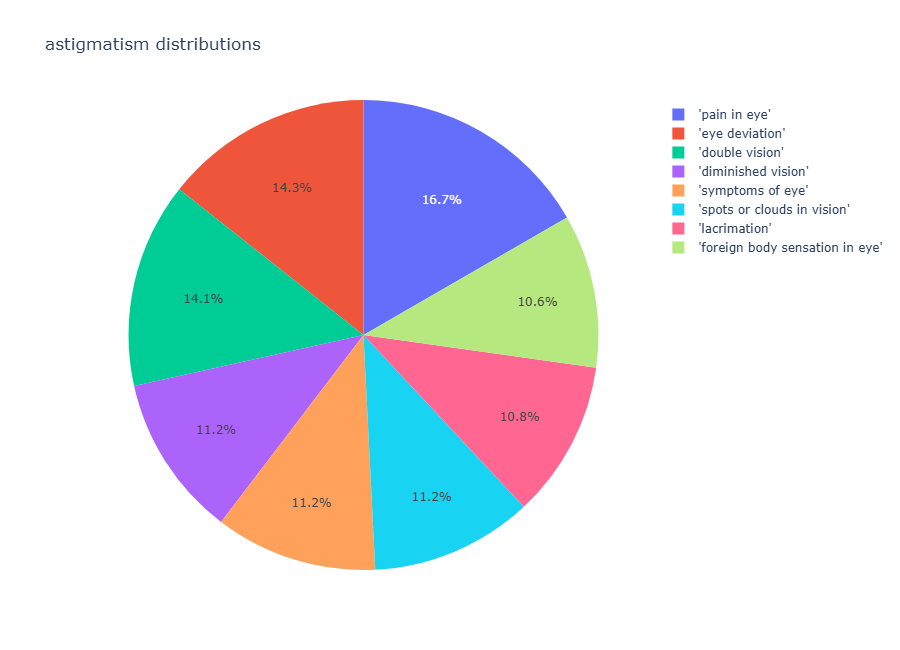 astigmatism distributions
'pain in eye'
'eye deviation'
'double vision'
'diminished vision'
'symptoms of eye'
'spots or clouds in vision'
'lacrimation'
'foreign body sensation in eye'
14.3%
16.7%
14.1%
10.6%
11.2%
10.8%
11.2%
11.2%